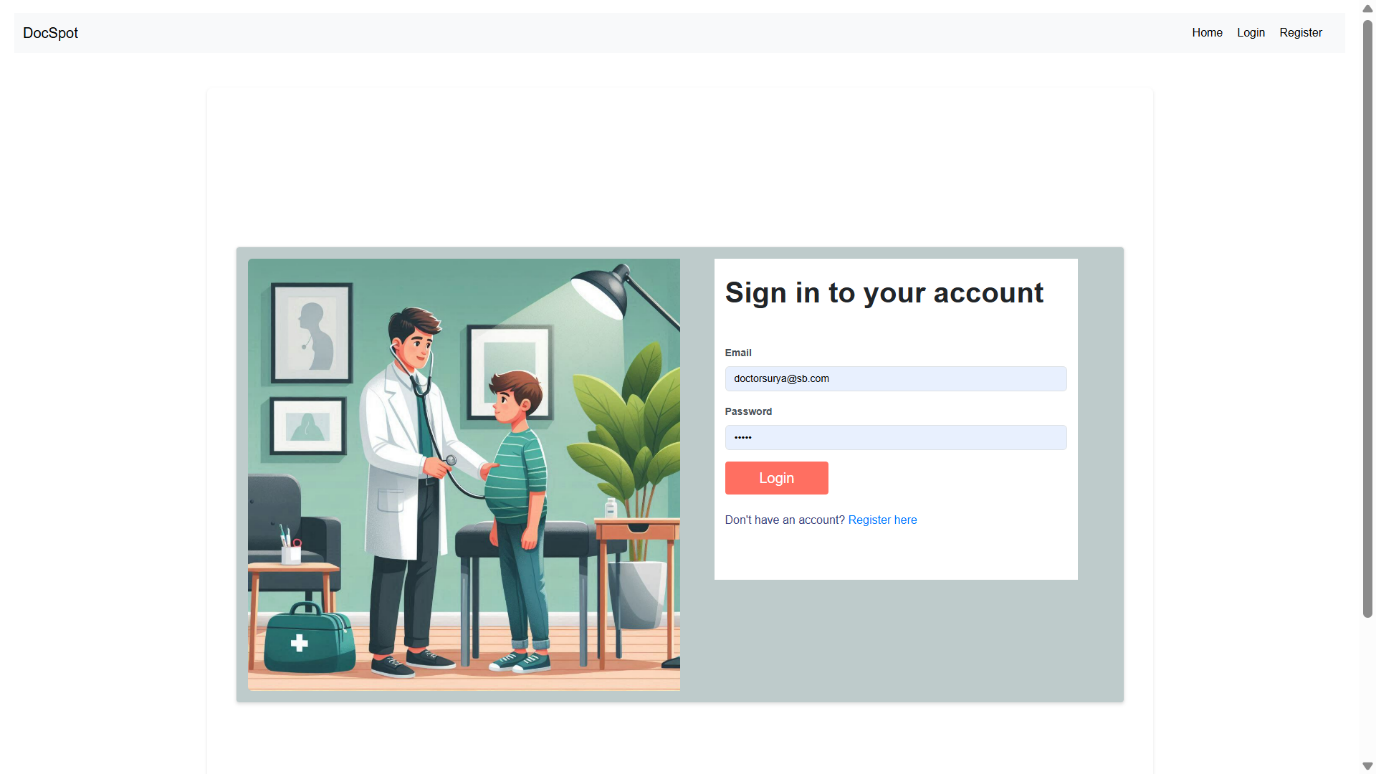 DocSpot
Home Login Register
Sign in to your account
Email
doctorsurya@sb.com
Password
•••••
Login
Don't have an account? Register here